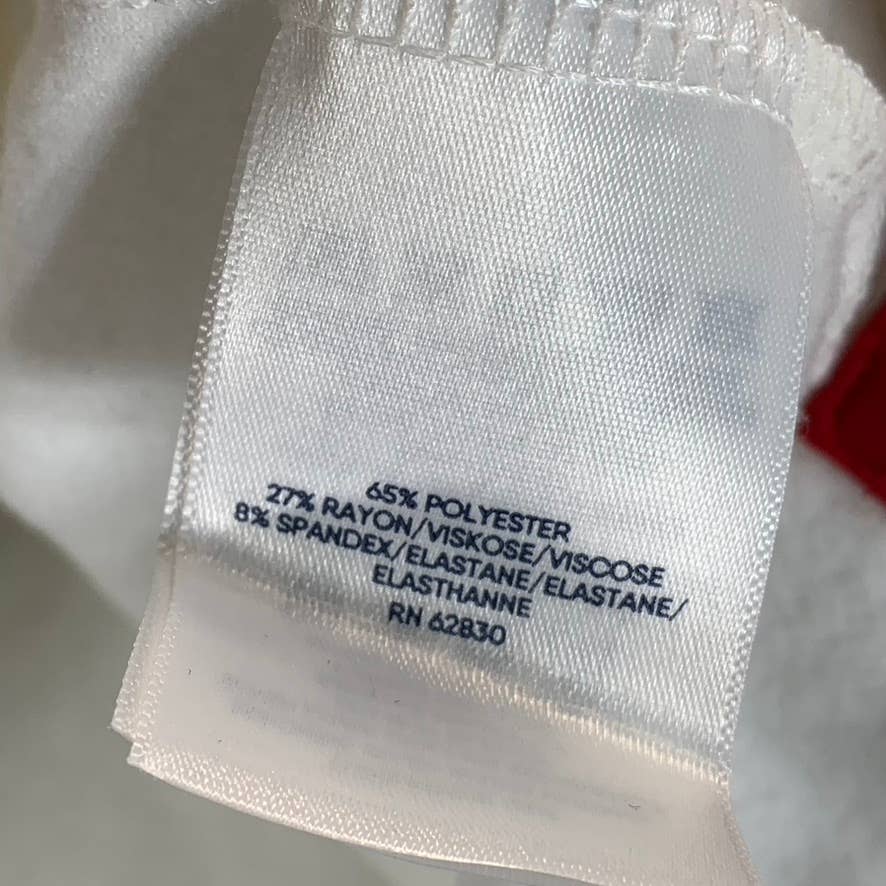 65% POLYESTER
27% RAYON/VISKOSE/VISCOSE
8% SPANDEX/ELASTANE/ELASTANE/
ELASTHANNE
RN 62830